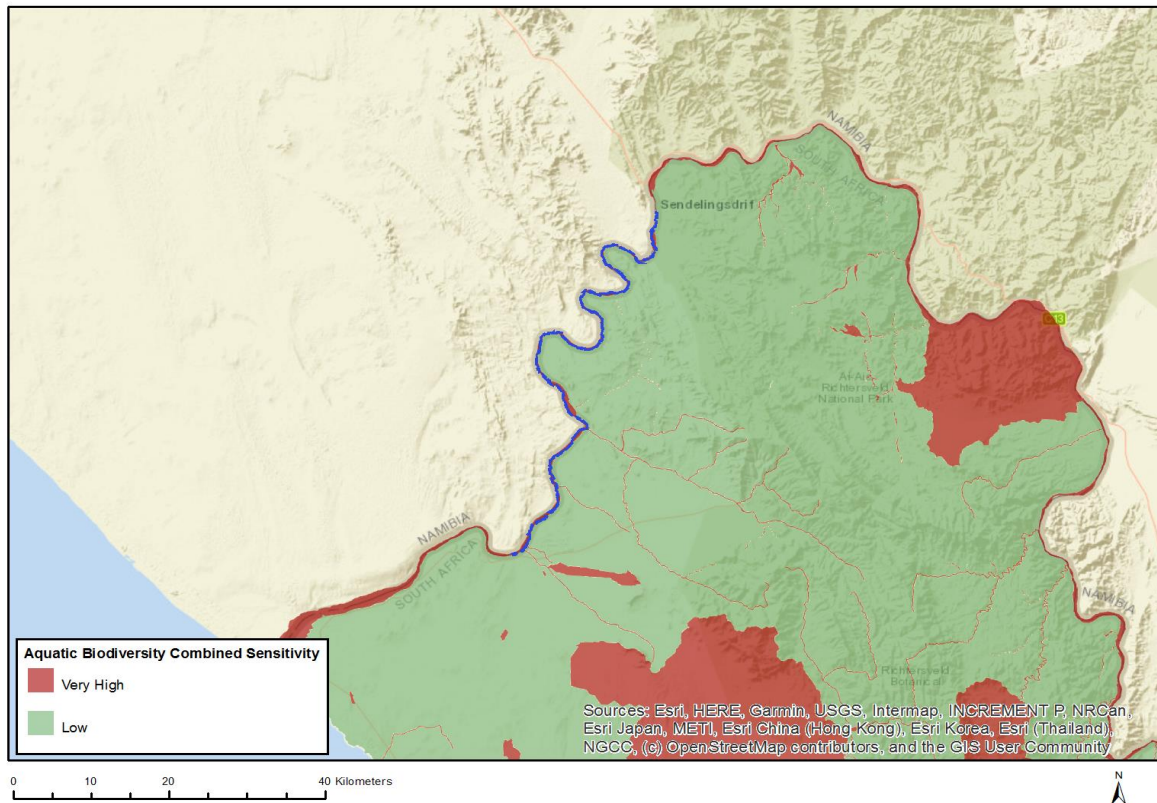 NAMIBIA
SOUTH AFRICA
Sendelingsdrif
Ai-Ais
Richtersveld
National Park
NAMIBIA
SOUTH AFRICA
NAMIBIA
Richtersveld
Botanical
Aquatic Biodiversity Combined Sensitivity
Very High
Low
Sources: Esri, HERE, Garmin, USGS, Intermap, INCREMENT P, NRCan,
Esri Japan, METI, Esri China (Hong Kong), Esri Korea, Esri (Thailand),
NGCC, (c) OpenStreetMap contributors, and the GIS User Community
0 10 20 40 Kilometers
N